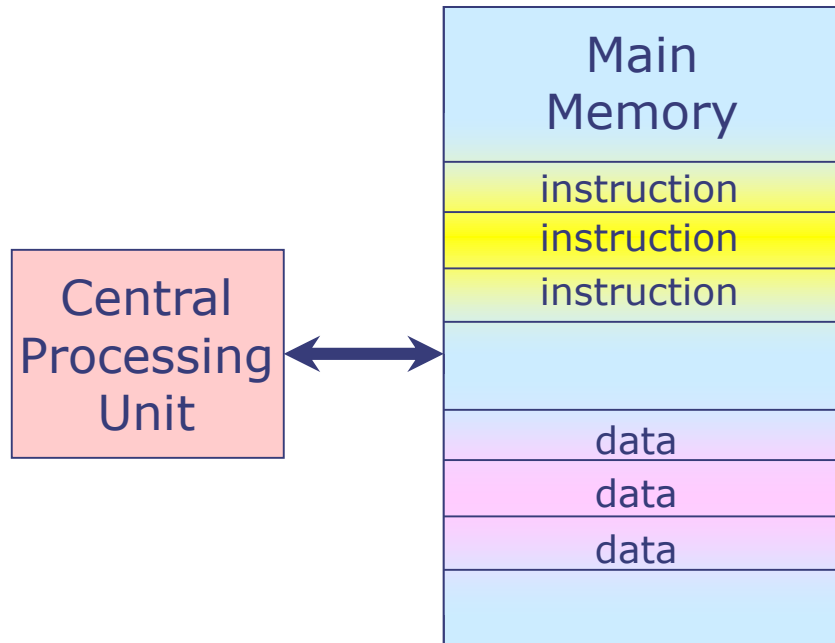 Main
Memory
instruction
instruction
instruction
Central
Processing
Unit
data
data
data